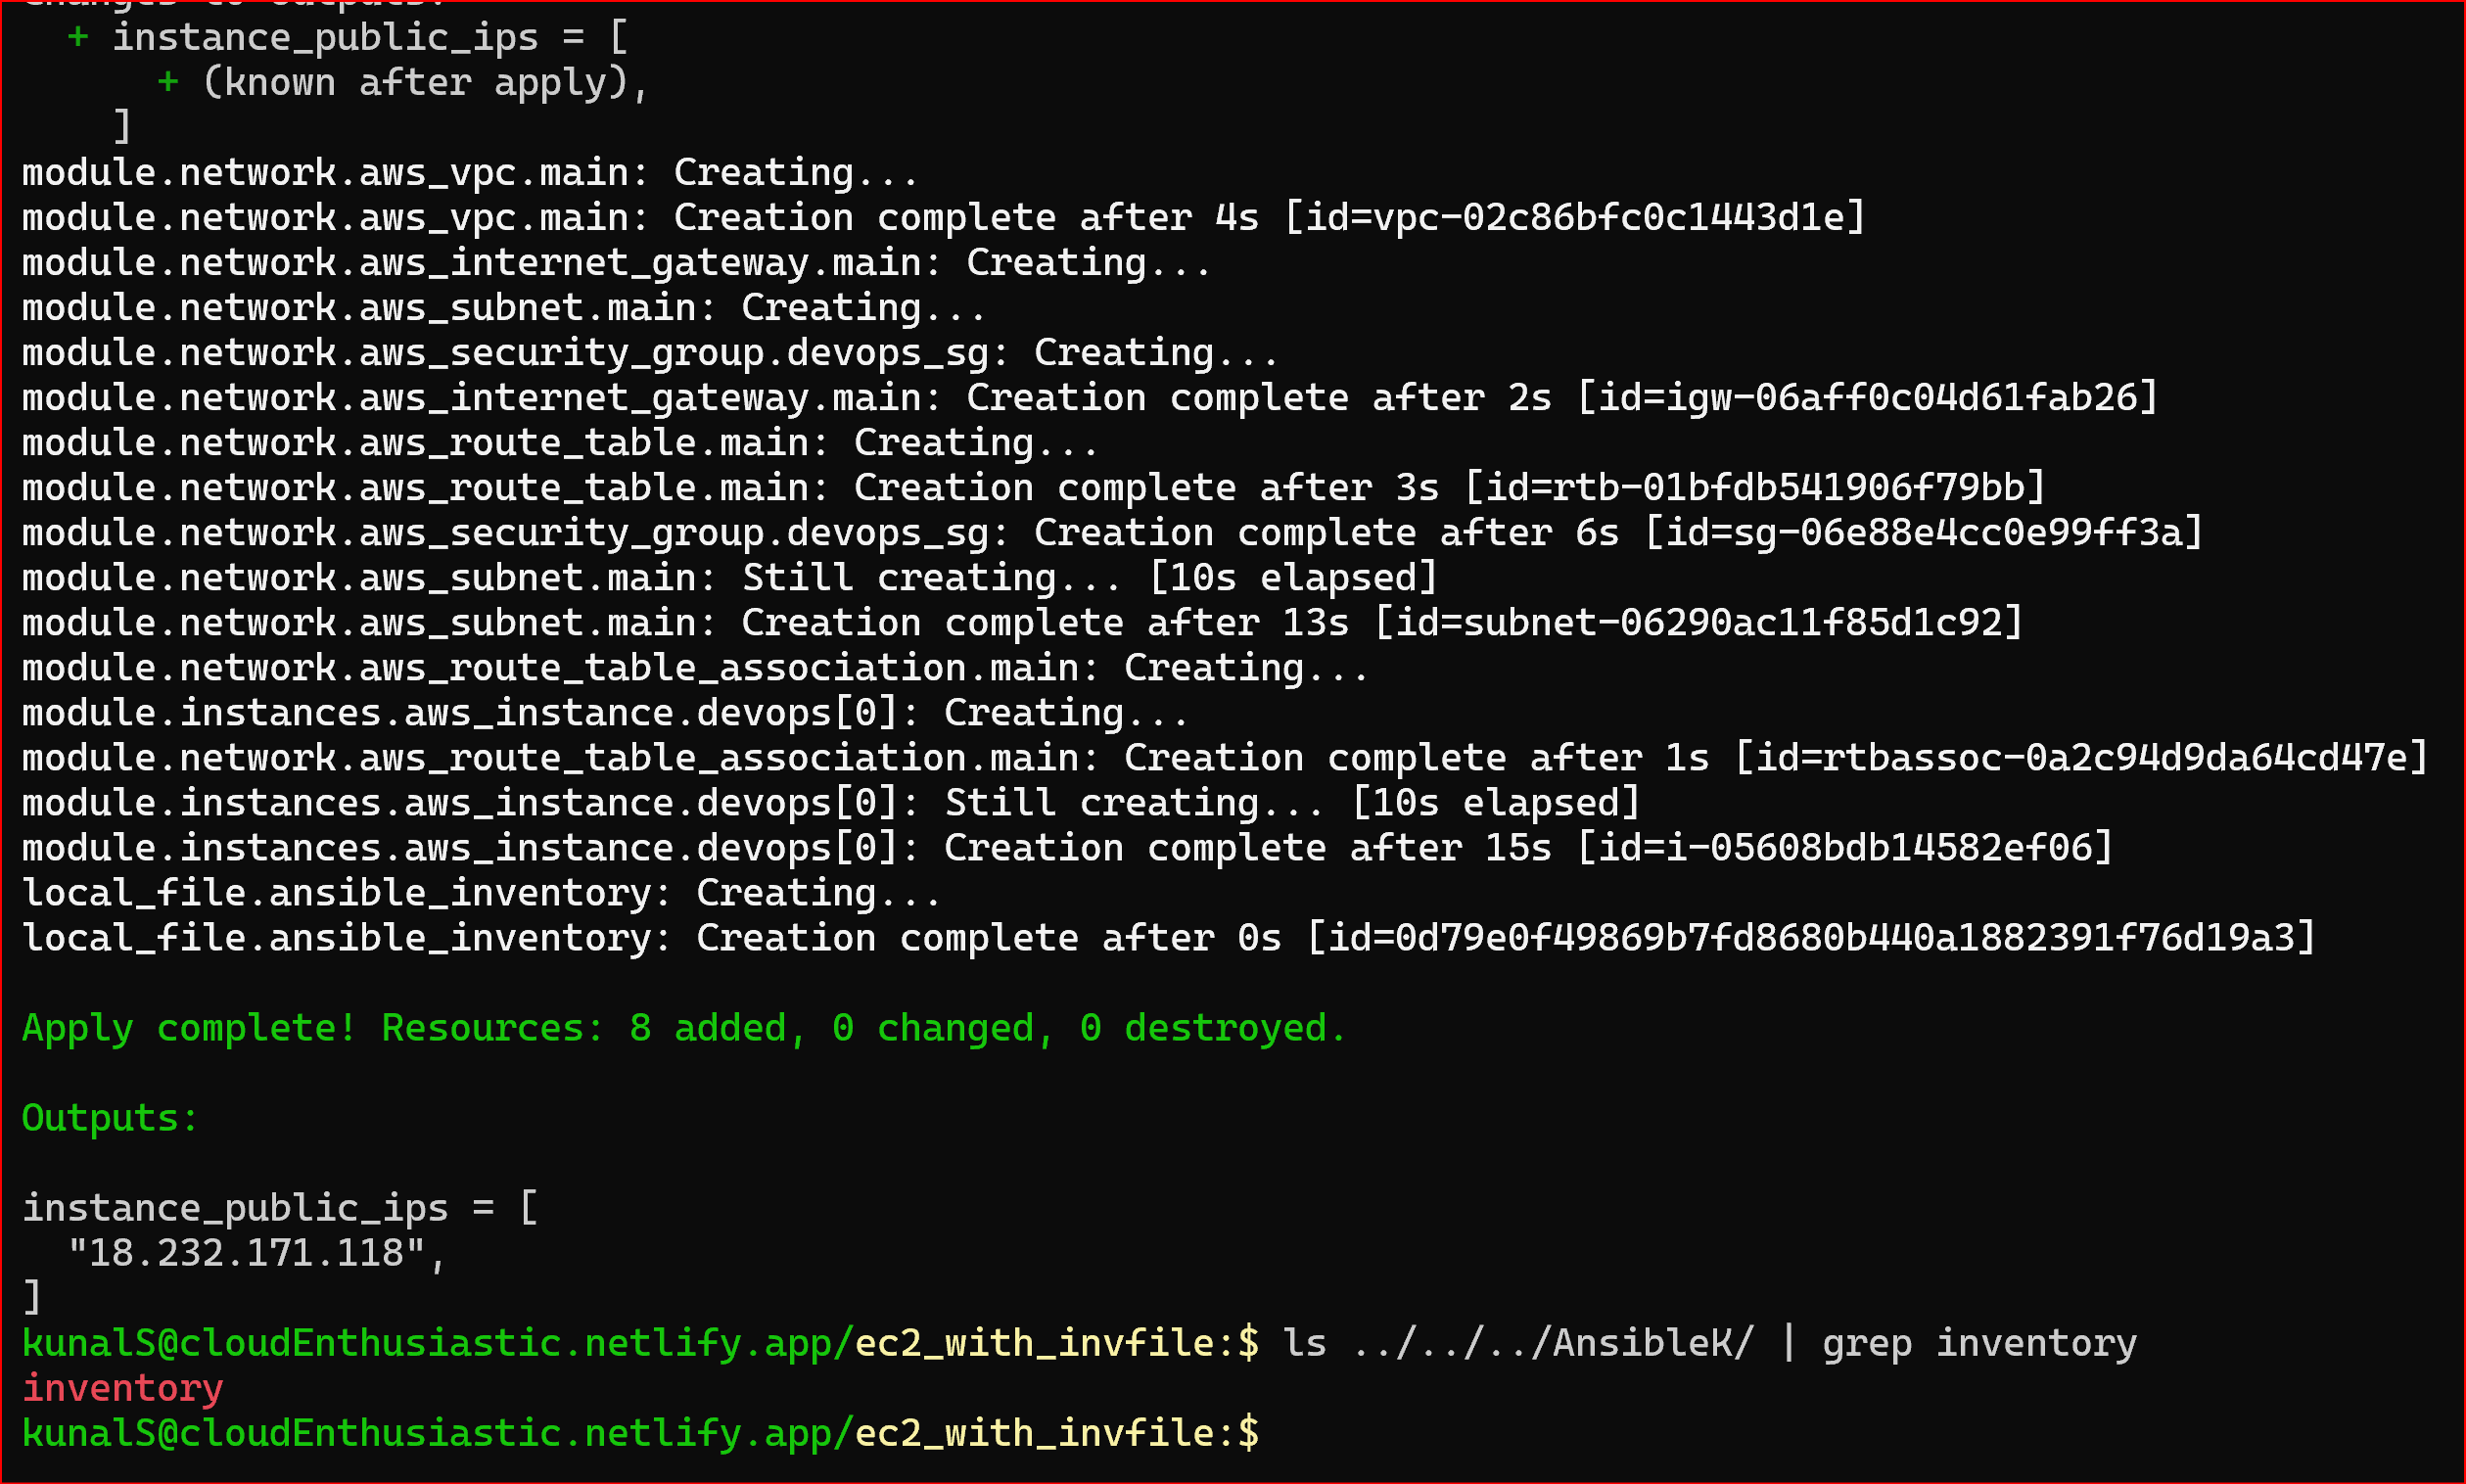 Changes to outputs:
  + instance_public_ips = [
      + (known after apply),
    ]
module.network.aws_vpc.main: Creating...
module.network.aws_vpc.main: Creation complete after 4s [id=vpc-02c86bfc0c1443d1e]
module.network.aws_internet_gateway.main: Creating...
module.network.aws_subnet.main: Creating...
module.network.aws_security_group.devops_sg: Creating...
module.network.aws_internet_gateway.main: Creation complete after 2s [id=igw-06aff0c04d61fab26]
module.network.aws_route_table.main: Creating...
module.network.aws_route_table.main: Creation complete after 3s [id=rtb-01bfdb541906f79bb]
module.network.aws_security_group.devops_sg: Creation complete after 6s [id=sg-06e88e4cc0e99ff3a]
module.network.aws_subnet.main: Still creating... [10s elapsed]
module.network.aws_subnet.main: Creation complete after 13s [id=subnet-06290ac11f85d1c92]
module.network.aws_route_table_association.main: Creating...
module.instances.aws_instance.devops[0]: Creating...
module.network.aws_route_table_association.main: Creation complete after 1s [id=rtbassoc-0a2c94d9da64cd47e]
module.instances.aws_instance.devops[0]: Still creating... [10s elapsed]
module.instances.aws_instance.devops[0]: Creation complete after 15s [id=i-05608bdb14582ef06]
local_file.ansible_inventory: Creating...
local_file.ansible_inventory: Creation complete after 0s [id=0d79e0f49869b7fd8680b440a1882391f76d19a3]

Apply complete! Resources: 8 added, 0 changed, 0 destroyed.

Outputs:

instance_public_ips = [
  "18.232.171.118",
]
kunalS@cloudEnthusiastic.netlify.app/ec2_with_invfile:$ ls ../../../AnsibleK/ | grep inventory
inventory
kunalS@cloudEnthusiastic.netlify.app/ec2_with_invfile:$